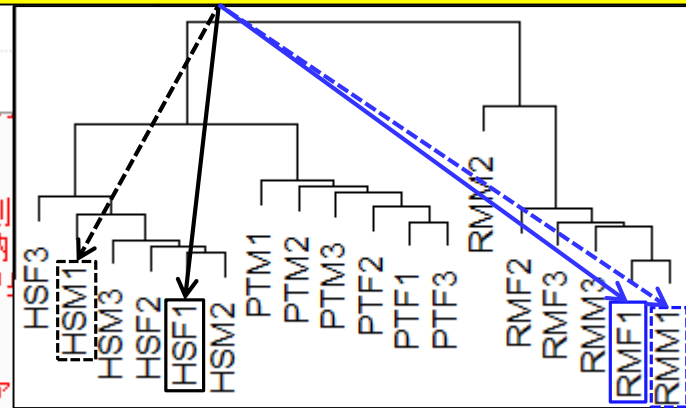 HSF3
HSM1
HSM3
HSF2
HSF1
HSM2
PTM1
PTM2
PTM3
PTF2
PTF1
PTF3
RMM2
RMF2
RMF3
RMM3
RMF1
RMM1